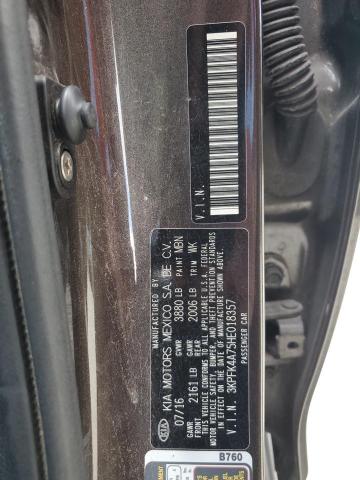 MANUFACTURED BY
KIA KIA MOTORS MEXICO S.A. DE C.V.
07/16 GVWR 3880 LB PAINT MBN
GAWR FRONT 2161 LB GAWR REAR 2006 LB TRIM WK
THIS VEHICLE CONFORMS TO ALL APPLICABLE U.S.A. FEDERAL
MOTOR VEHICLE SAFETY, BUMPER, AND THEFT PREVENTION STANDARDS
IN EFFECT ON THE DATE OF MANUFACTURE SHOWN ABOVE.
V.I.N. 3KPFK4A75HE018357
PASSENGER CAR
V.I.N.
B760